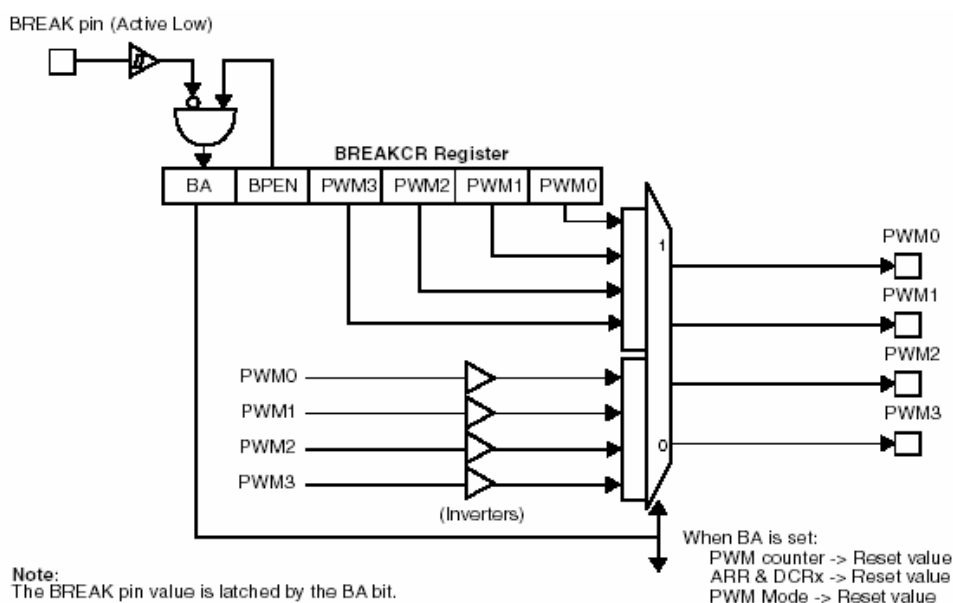 BREAK pin (Active Low)
BREAKCR Register
BA BPEN PWM3 PWM2 PWM1 PWM0
1
PWM0
PWM1
PWM2
PWM3
PWM0
PWM1
PWM2
PWM3
0
(Inverters)
When BA is set:
PWM counter -> Reset value
ARR & DCRx -> Reset value
PWM Mode -> Reset value
Note:
The BREAK pin value is latched by the BA bit.